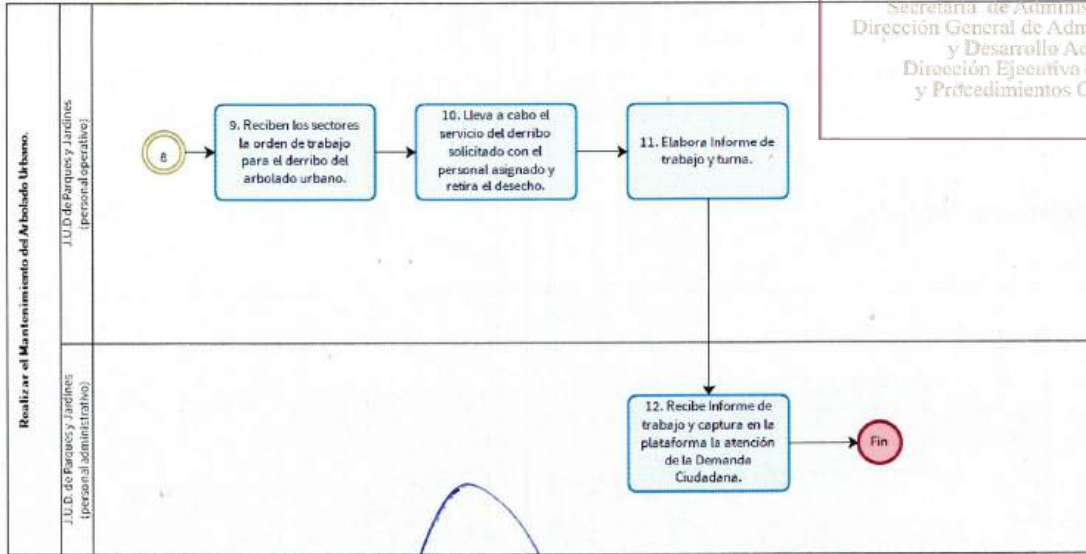 Secretaría de Adminis
Dirección General de Adm
y Desarrollo Ad
Dirección Ejecutiva
y Procedimientos O
Realizar el Mantenimiento del Arbolado Urbano.
J.U.D de Parques y Jardines
(personal operativo)
8
9. Reciben los sectores
la orden de trabajo
para el derribo del
arbolado urbano.
10. Lleva a cabo el
servicio del derribo
solicitado con el
personal asignado y
retira el desecho.
11. Elabora Informe de
trabajo y turna.
J.U.D. de Parques y Jardines
(personal administrativo)
12. Recibe Informe de
trabajo y captura en la
plataforma la atención
de la Demanda
Ciudadana.
Fin